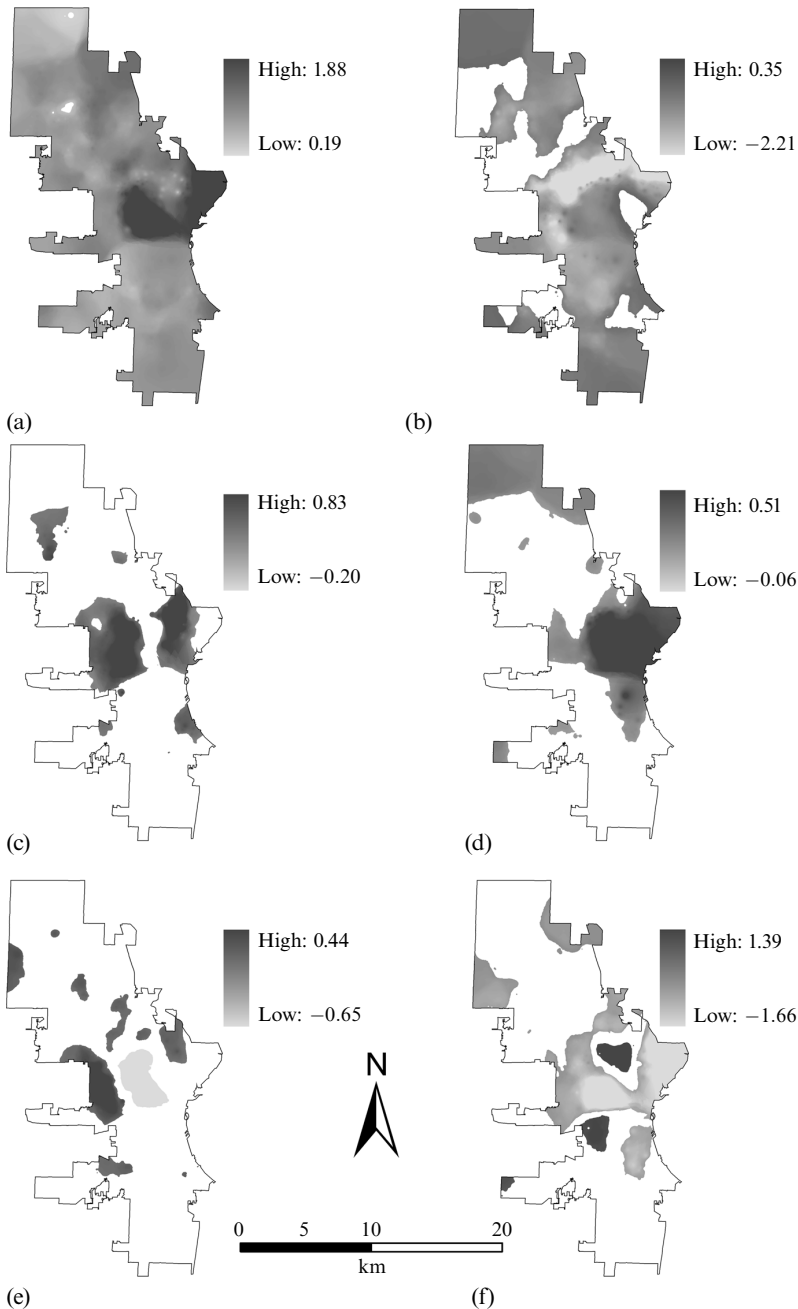 High: 1.88
Low: 0.19
(a)
High: 0.35
Low: −2.21
(b)
High: 0.83
Low: −0.20
(c)
High: 0.51
Low: −0.06
(d)
High: 0.44
Low: −0.65
(e)
High: 1.39
Low: −1.66
(f)
N
0 5 10 20
km